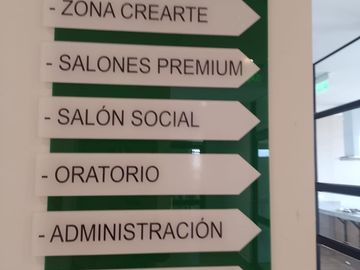 - ZONA CREARTE
- SALONES PREMIUM
- SALÓN SOCIAL
- ORATORIO
- ADMINISTRACIÓN